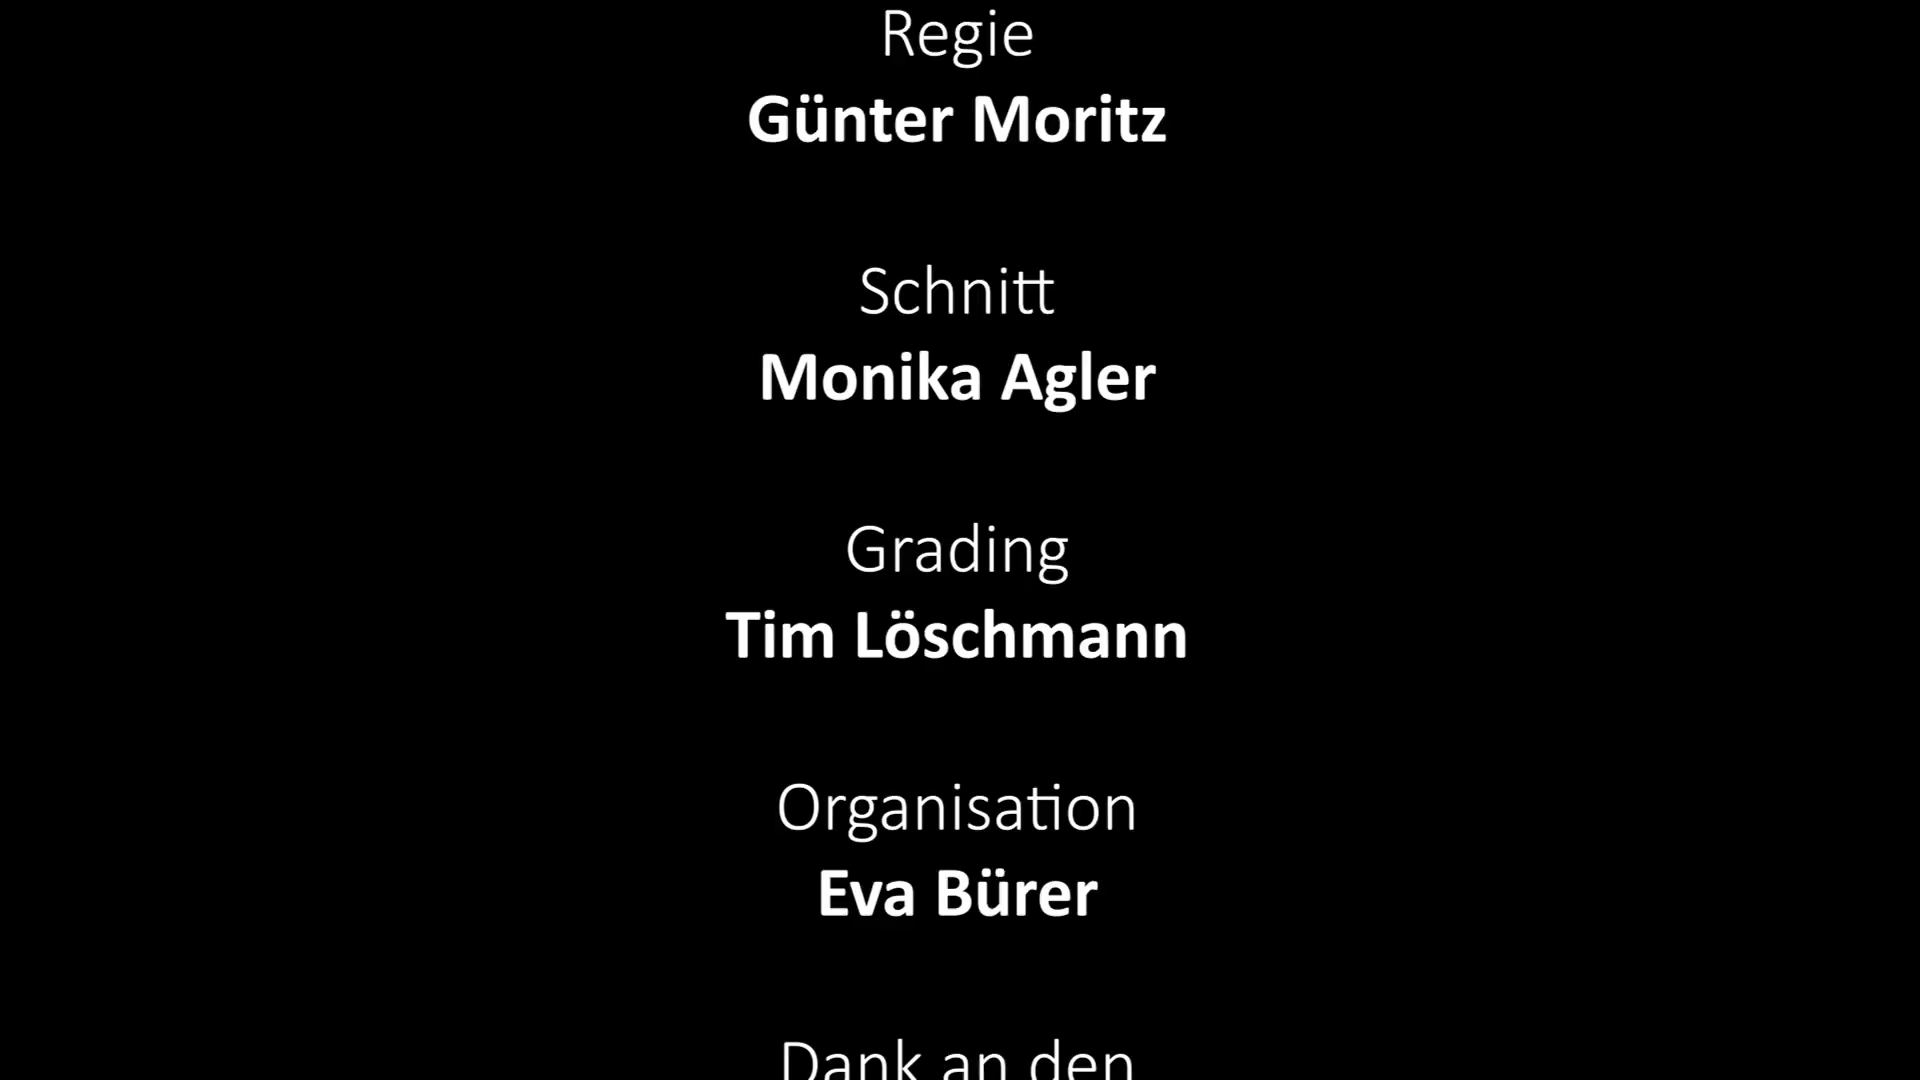 Regie
Günter Moritz
Schnitt
Monika Agler
Grading
Tim Löschmann
Organisation
Eva Bürer
Dank an den